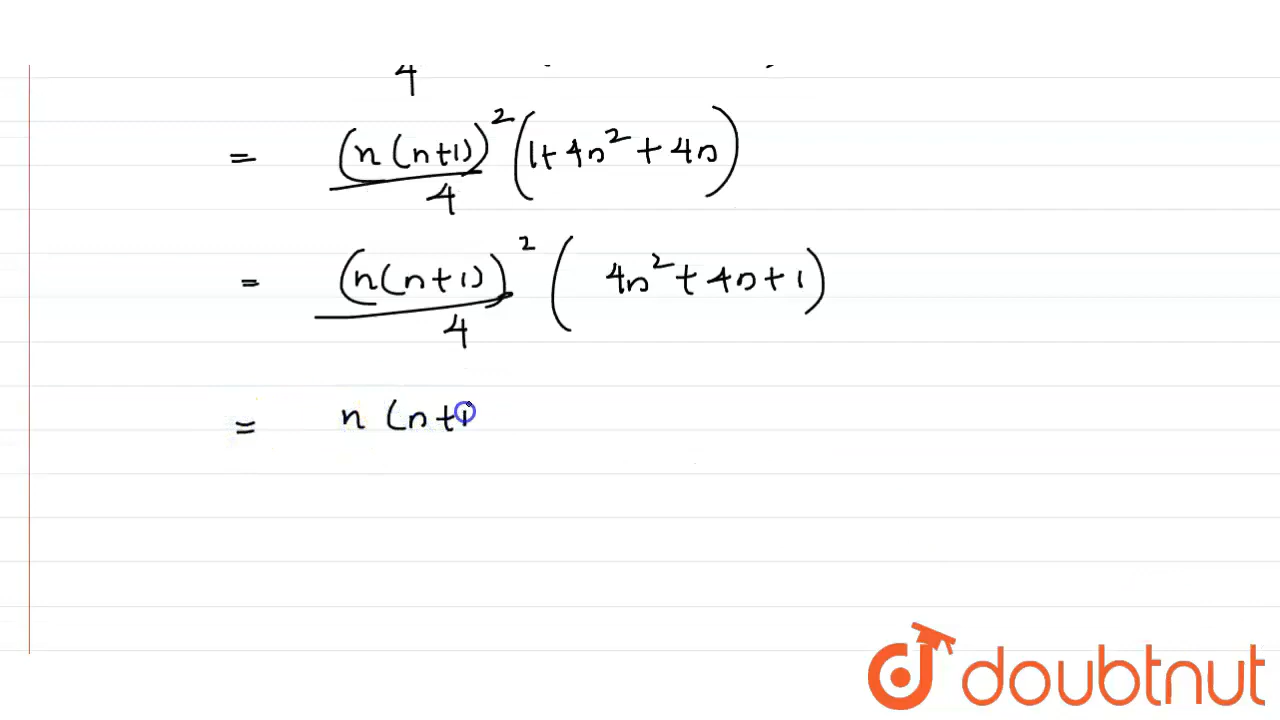 4
= (n(n+1))²/4 (1+4n²+4n)
= (n(n+1))²/4 (4n²+4n+1)
= n(n+1
doubtnut